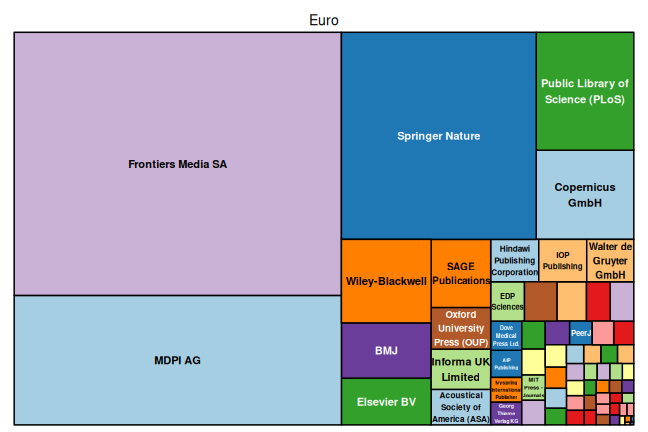 Euro
Frontiers Media SA
MDPI AG
Springer Nature
Public Library of
Science (PLoS)
Copernicus
GmbH
Wiley-Blackwell
BMJ
Elsevier BV
SAGE
Publications
Oxford
University
Press (OUP)
Informa UK
Limited
Acoustical
Society of
America (ASA)
Hindawi
Publishing
Corporation
IOP
Publishing
Walter de
Gruyter
GmbH
EDP
Sciences
Dove
Medical
Press Ltd.
PeerJ
AIP
Publishing
Ivyspring
International
Publisher
MIT
Press -
Journals
Georg
Thieme
Verlag KG